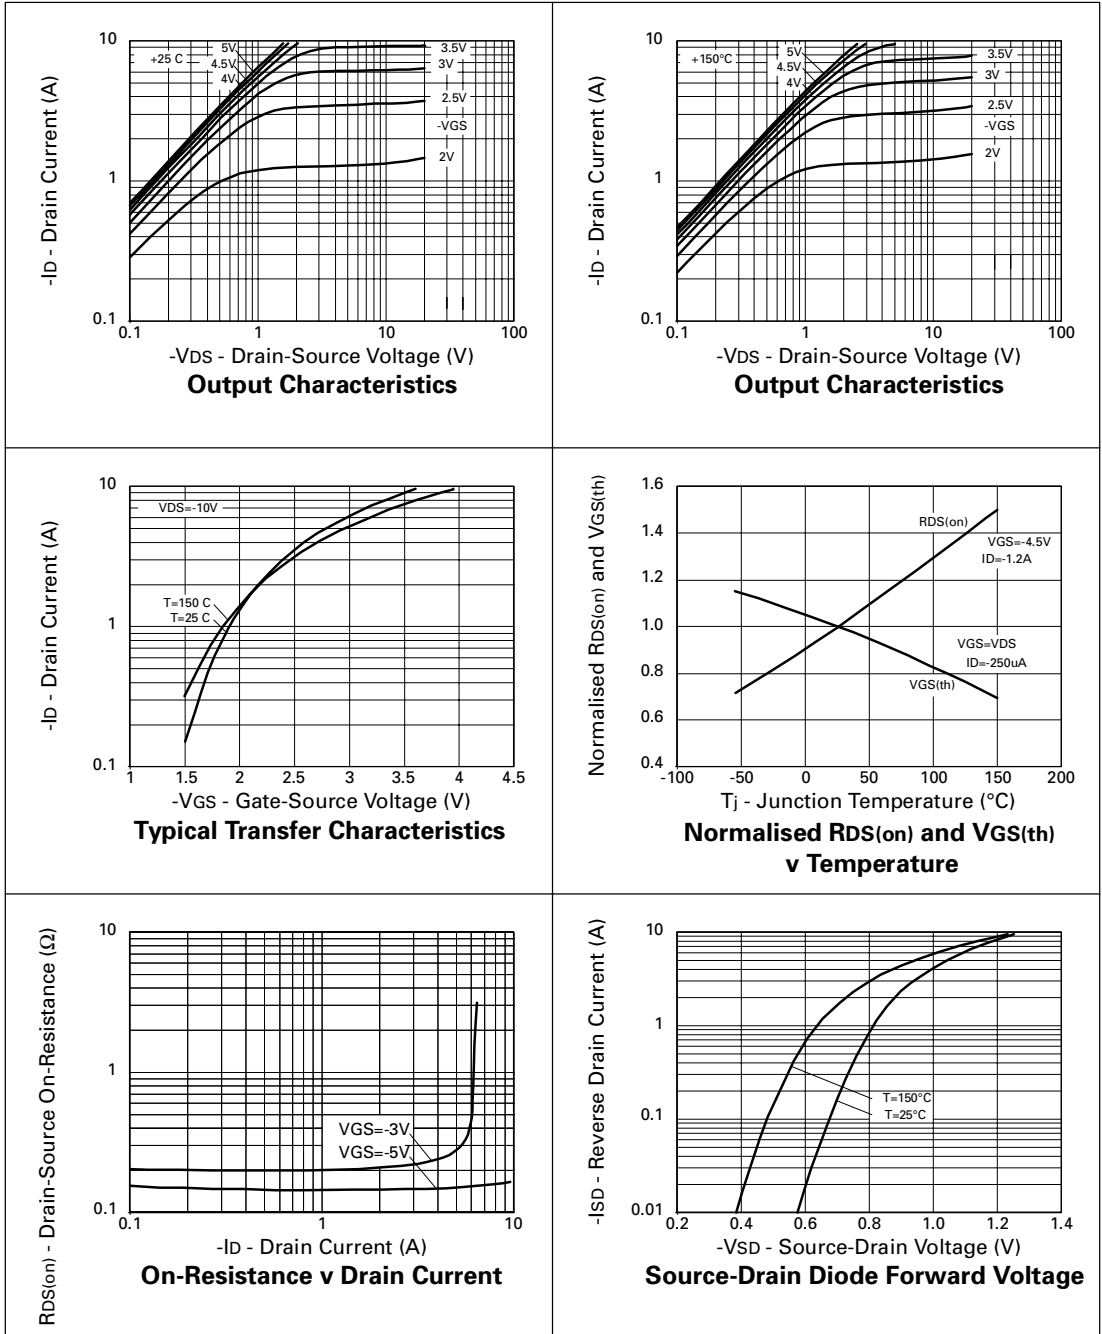 10
1
0.1
-ID - Drain Current (A)
+25 C
5V
4.5V
4V
3.5V
3V
2.5V
-VGS
2V
0.1
1
10
100
-VDS - Drain-Source Voltage (V)
Output Characteristics
10
1
0.1
-ID - Drain Current (A)
+150°C
5V
4.5V
4V
3.5V
3V
2.5V
-VGS
2V
0.1
1
10
100
-VDS - Drain-Source Voltage (V)
Output Characteristics
10
1
0.1
-ID - Drain Current (A)
VDS=-10V
T=150 C
T=25 C
1
1.5
2
2.5
3
3.5
4
4.5
-VGS - Gate-Source Voltage (V)
Typical Transfer Characteristics
1.6
1.4
1.2
1.0
0.8
0.6
0.4
Normalised RDS(on) and VGS(th)
RDS(on)
VGS=-4.5V
ID=-1.2A
VGS=VDS
ID=-250uA
VGS(th)
-100
-50
0
50
100
150
200
Tj - Junction Temperature (°C)
Normalised RDS(on) and VGS(th)
v Temperature
10
1
0.1
RDS(on) - Drain-Source On-Resistance (Ω)
VGS=-3V
VGS=-5V
0.1
1
10
-ID - Drain Current (A)
On-Resistance v Drain Current
10
1
0.1
0.01
-ISD - Reverse Drain Current (A)
T=150°C
T=25°C
0.2
0.4
0.6
0.8
1.0
1.2
1.4
-VSD - Source-Drain Voltage (V)
Source-Drain Diode Forward Voltage